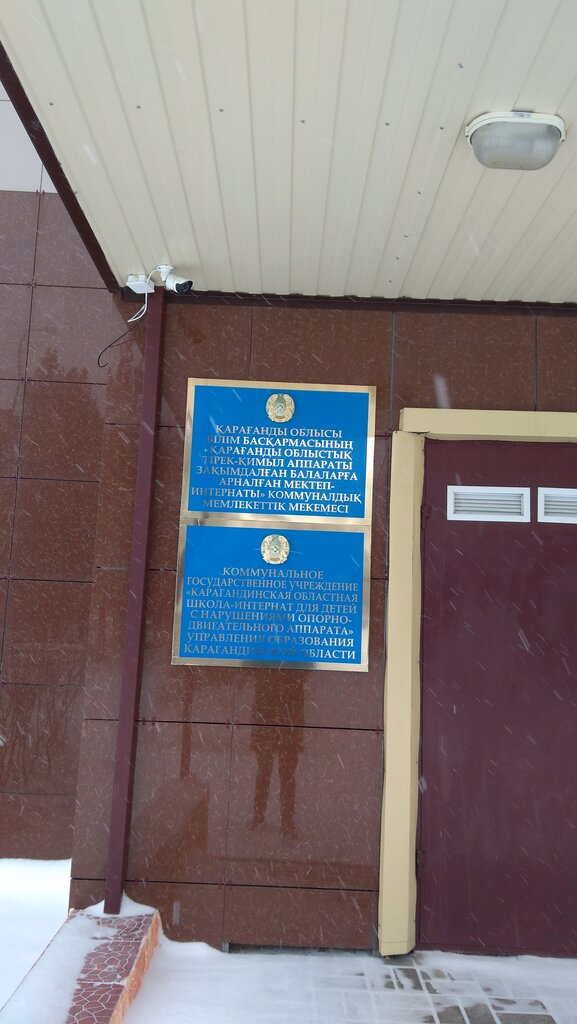 ҚАРАҒАНДЫ ОБЛЫСЫ
БІЛІМ БАСҚАРМАСЫНЫҢ
«ҚАРАҒАНДЫ ОБЛЫСТЫҚ
ТІРЕК-ҚИМЫЛ АППАРАТЫ
ЗАҚЫМДАЛҒАН БАЛАЛАРҒА
АРНАЛҒАН МЕКТЕП-
ИНТЕРНАТЫ» КОММУНАЛДЫҚ
МЕМЛЕКЕТТІК МЕКЕМЕСІ
КОММУНАЛЬНОЕ
ГОСУДАРСТВЕННОЕ УЧРЕЖДЕНИЕ
«КАРАГАНДИНСКАЯ ОБЛАСТНАЯ
ШКОЛА-ИНТЕРНАТ ДЛЯ ДЕТЕЙ
С НАРУШЕНИЯМИ ОПОРНО-
ДВИГАТЕЛЬНОГО АППАРАТА»
УПРАВЛЕНИЯ ОБРАЗОВАНИЯ
КАРАГАНДИНСКОЙ ОБЛАСТИ